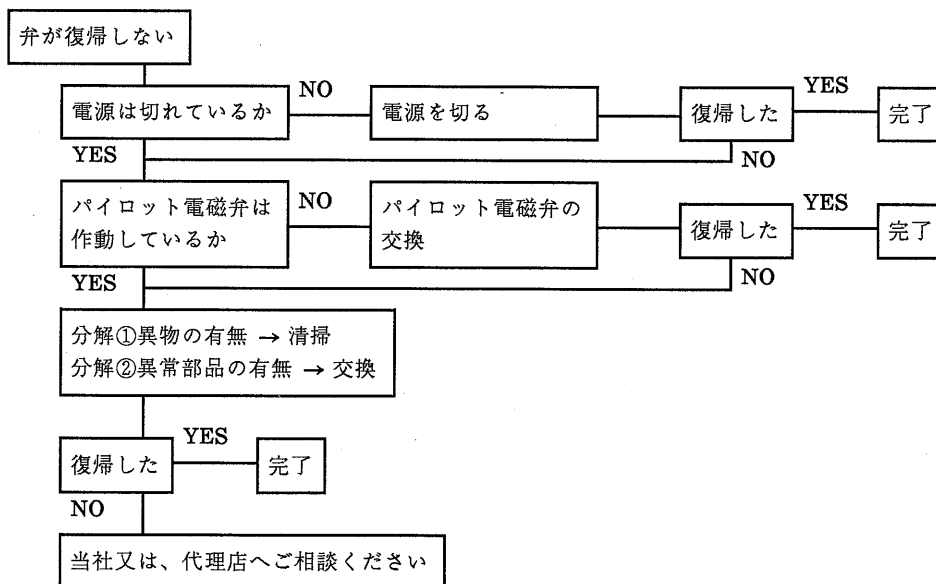 弁が復帰しない
NO
YES
電源は切れているか
電源を切る
復帰した
完了
YES
NO
パイロット電磁弁は
作動しているか
NO
パイロット電磁弁の
交換
復帰した
YES
完了
YES
NO
分解①異物の有無 → 清掃
分解②異常部品の有無 → 交換
YES
復帰した
完了
NO
当社又は、代理店へご相談ください